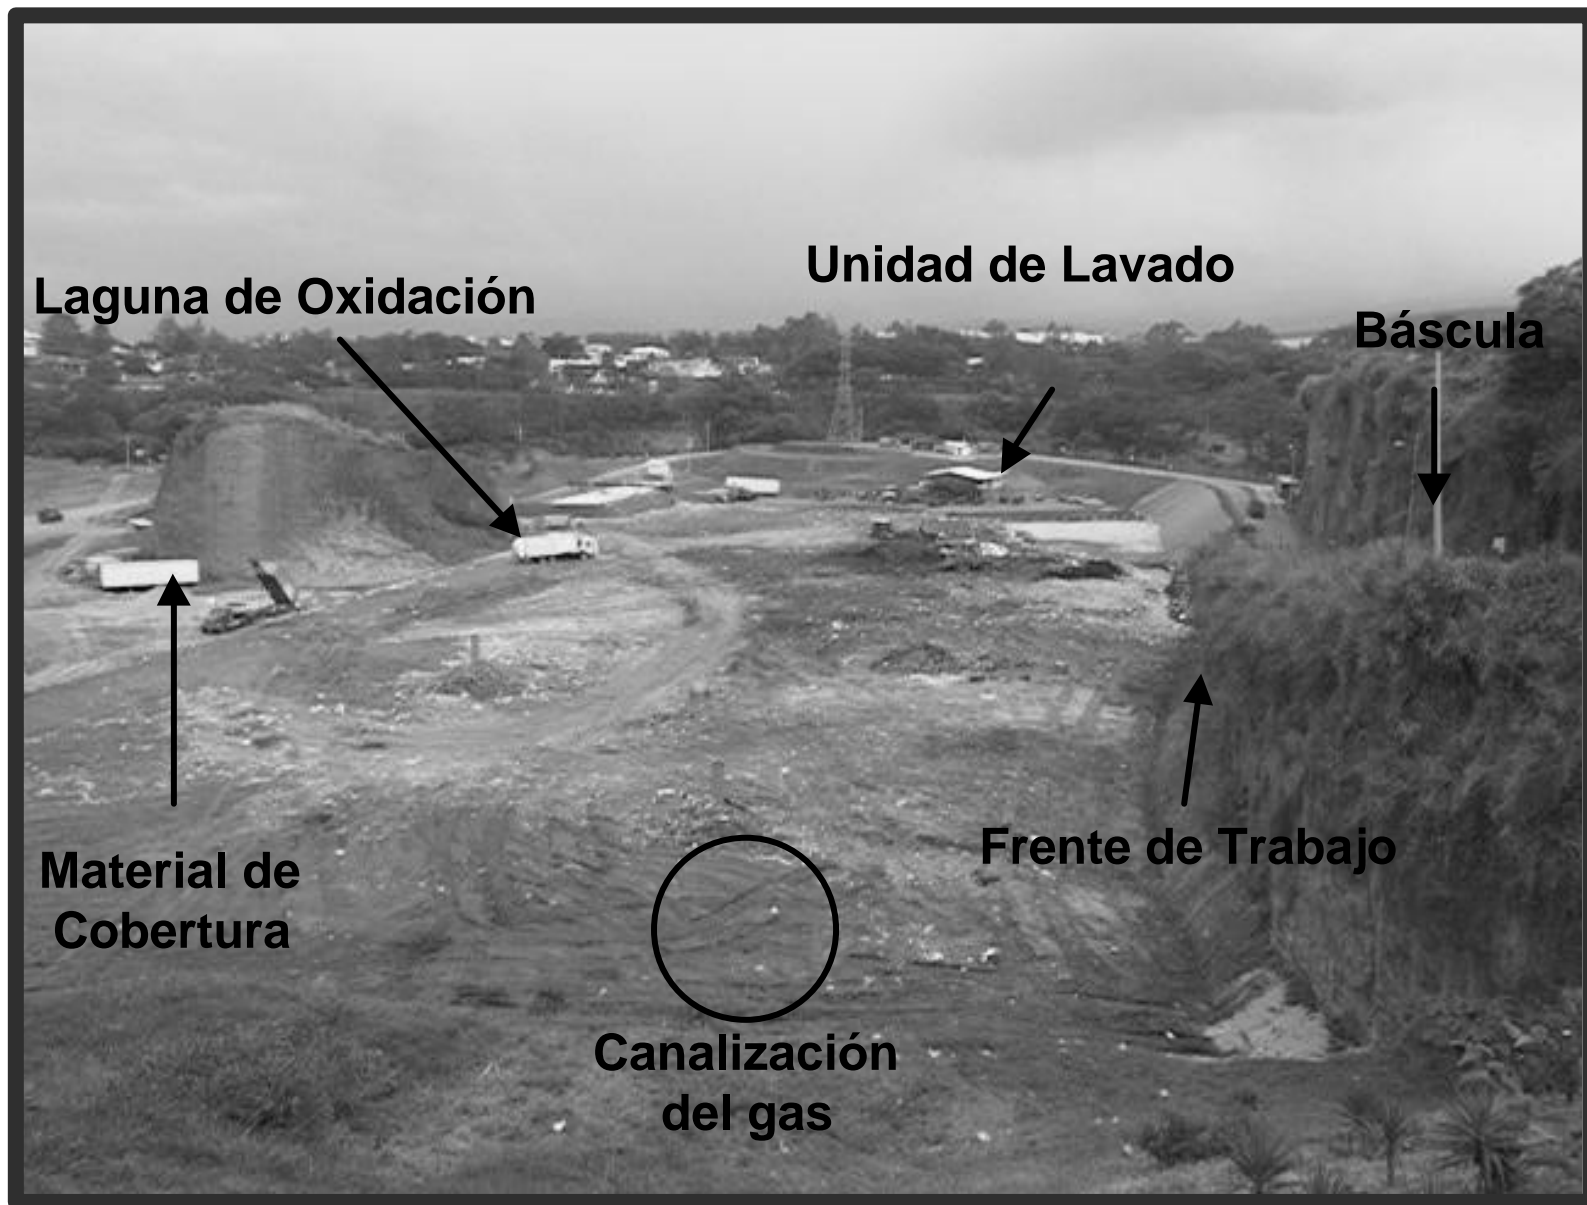 Unidad de Lavado
Laguna de Oxidación
Báscula
Frente de Trabajo
Material de
Cobertura
Canalización
del gas